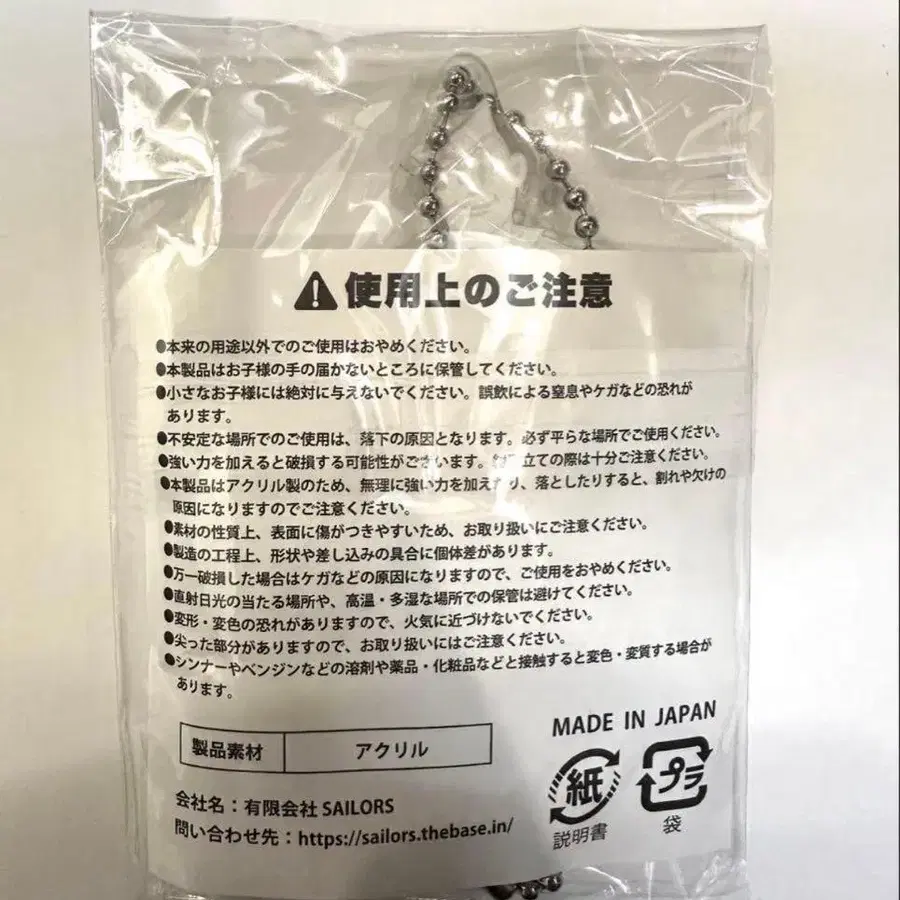 使用上のご注意
●本来の用途以外でのご使用はおやめください。
●本製品はお子様の手の届かないところに保管してください。
●小さなお子様には絶対に与えないでください。誤飲による窒息やケガなどの恐れが
あります。
●不安定な場所でのご使用は、落下の原因となります。必ず平らな場所でご使用ください。
●強い力を加えると破損する可能性がございます。立ての際は十分ご注意ください。
●本製品はアクリル製のため、無理に強い力を加えたり、落としたりすると、割れや欠けの
原因になりますのでご注意ください。
●素材の性質上、表面に傷がつきやすいため、お取り扱いにご注意ください。
●製造の工程上、形状や差し込みの具合に個体差があります。
●万一破損した場合はケガなどの原因になりますので、ご使用をおやめください。
●直射日光の当たる場所や、高温・多湿な場所での保管は避けてください。
●変形・変色の恐れがありますので、火気に近づけないでください。
●尖った部分がありますので、お取り扱いにはご注意ください。
●シンナーやベンジンなどの溶剤や薬品・化粧品などと接触すると変色・変質する場合が
あります。
製品素材 アクリル
MADE IN JAPAN
紙
説明書
プラ
袋
会社名：有限会社 SAILORS
問い合わせ先：https://sailors.thebase.in/